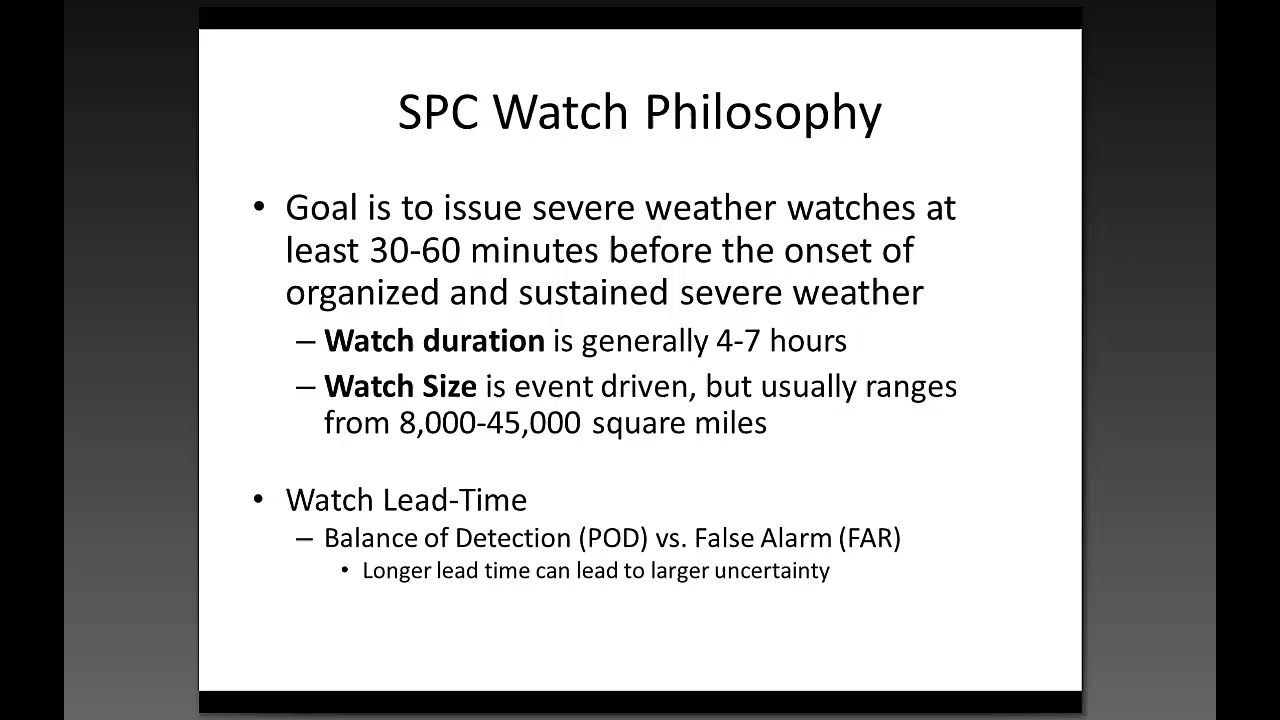 SPC Watch Philosophy
• Goal is to issue severe weather watches at
least 30-60 minutes before the onset of
organized and sustained severe weather
– Watch duration is generally 4-7 hours
– Watch Size is event driven, but usually ranges
from 8,000-45,000 square miles
• Watch Lead-Time
– Balance of Detection (POD) vs. False Alarm (FAR)
• Longer lead time can lead to larger uncertainty